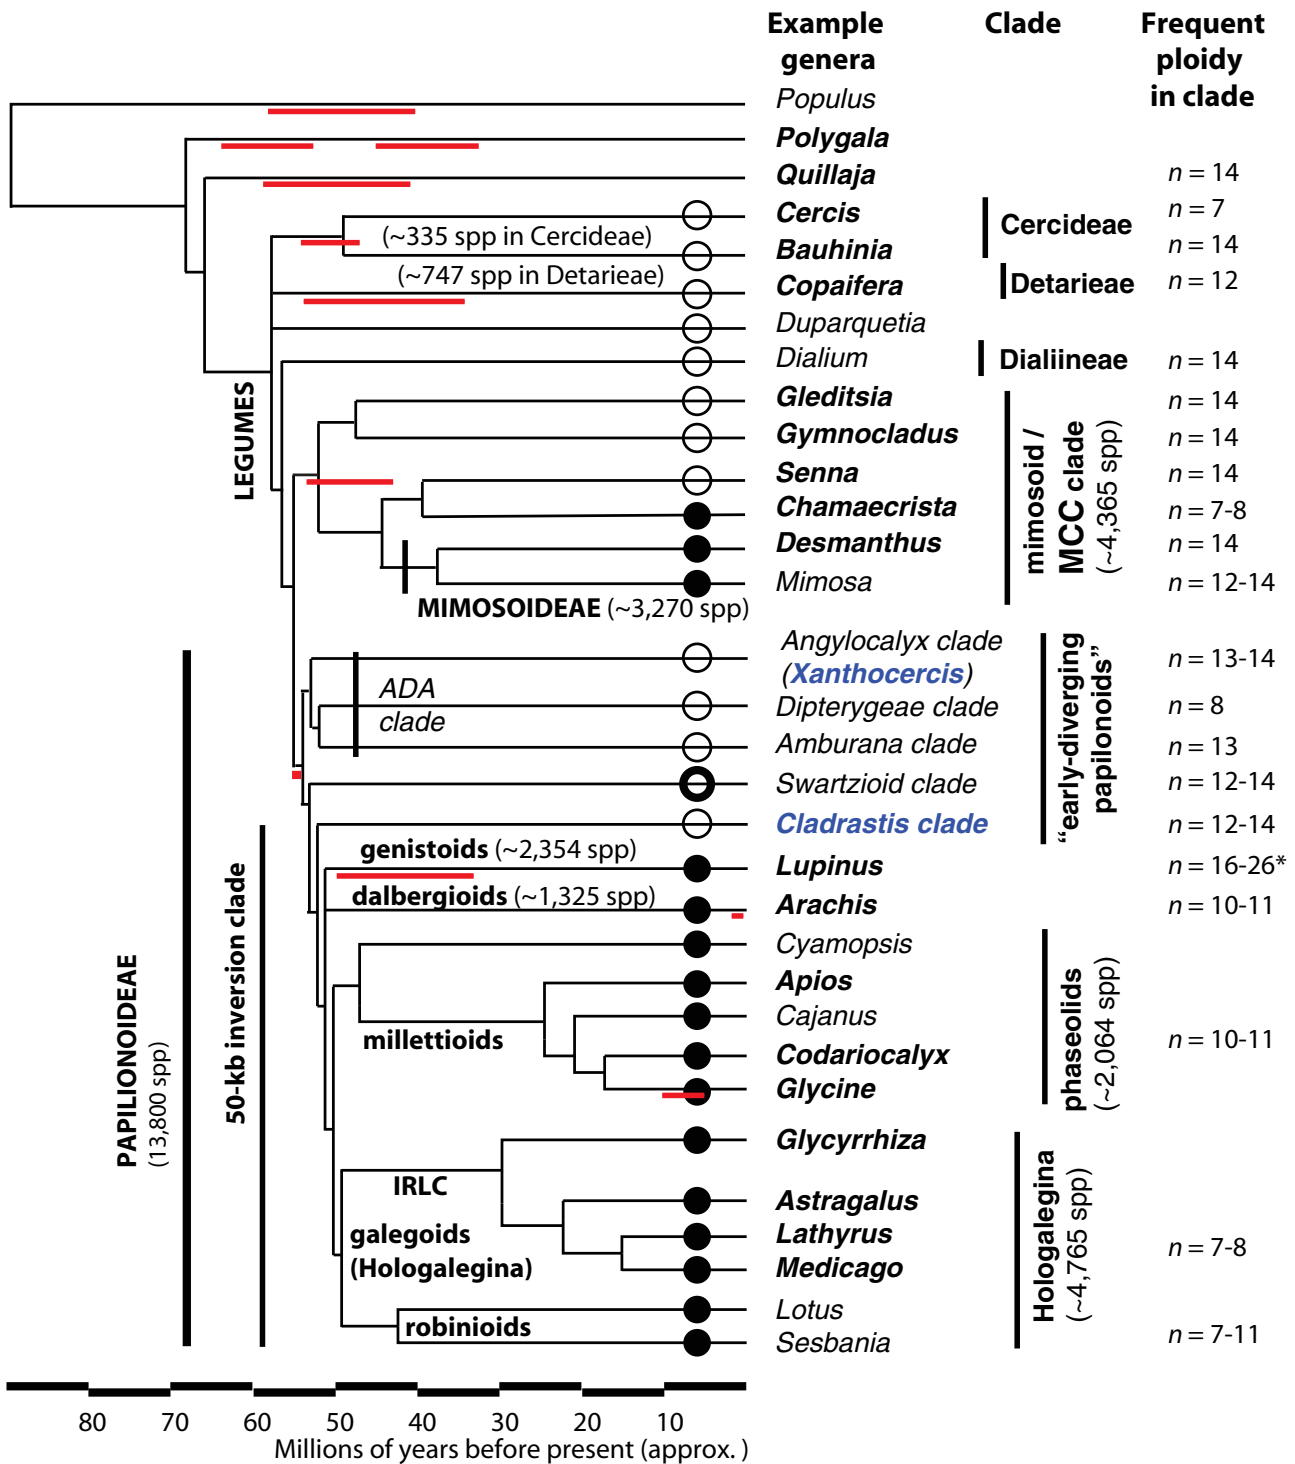 Example genera
Clade
Frequent ploidy in clade
Populus
Polygala
Quillaja
n = 14
Cercis
n = 7
(~335 spp in Cercideae)
Cercideae
Bauhinia
n = 14
(~747 spp in Detarieae)
Copaifera
Detarieae
n = 12
Duparquetia
Dialium
Dialiineae
n = 14
LEGUMES
Gleditsia
n = 14
Gymnocladus
n = 14
Senna
n = 14
Chamaecrista
n = 7-8
Desmanthus
n = 14
Mimosa
n = 12-14
mimosoid /
MCC clade
(~4,365 spp)
MIMOSOIDEAE (~3,270 spp)
Angylocalyx clade
(Xanthocercis)
n = 13-14
ADA
clade
Dipterygeae clade
n = 8
Amburana clade
n = 13
Swartzioid clade
n = 12-14
Cladrastis clade
n = 12-14
"early-diverging
papilonoids"
genistoids (~2,354 spp)
Lupinus
n = 16-26*
dalbergioids (~1,325 spp)
Arachis
n = 10-11
Cyamopsis
Apios
Cajanus
millettioids
Codariocalyx
Glycine
phaseolids
(~2,064 spp)
n = 10-11
PAPILIONOIDEAE
(13,800 spp)
50-kb inversion clade
Glycyrrhiza
IRLC
Astragalus
galegoids
(Hologalegina)
Lathyrus
Medicago
n = 7-8
Hologalegina
(~4,765 spp)
Lotus
robinioids
Sesbania
n = 7-11
80 70 60 50 40 30 20 10
Millions of years before present (approx. )